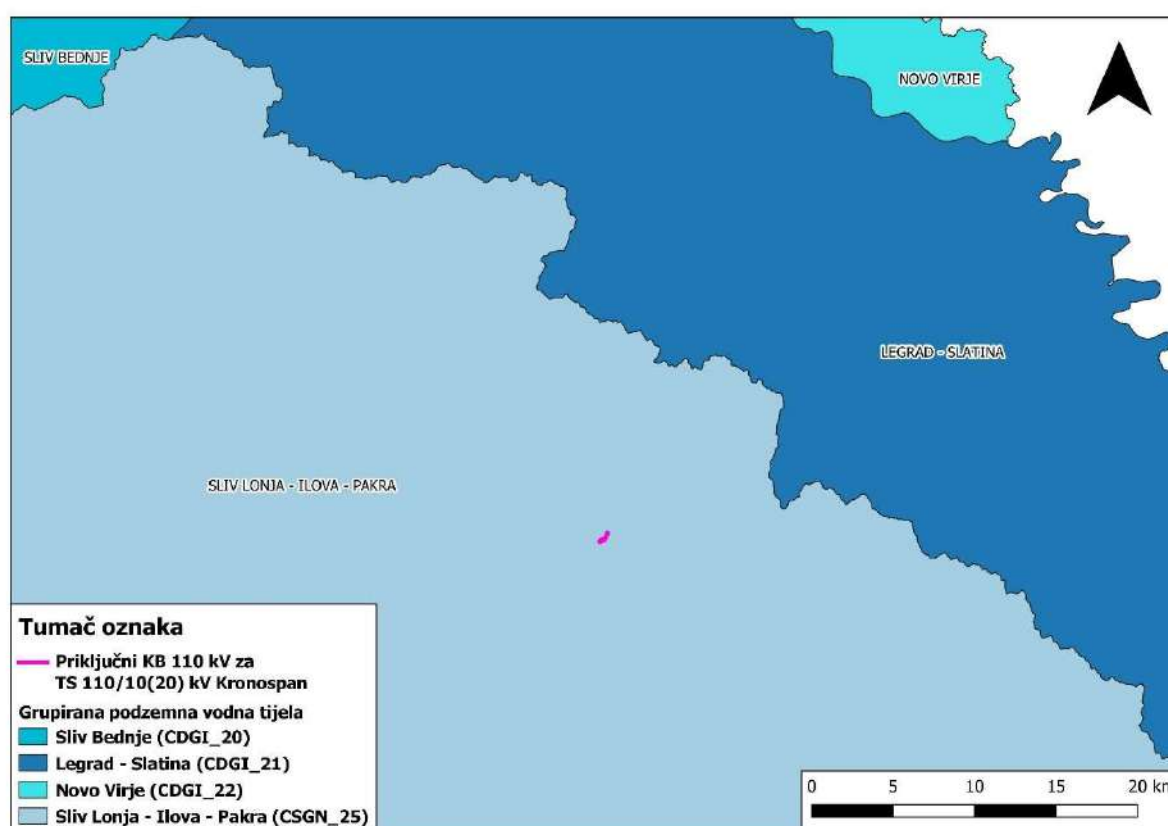 SLIV BEDNJE
NOVO VIRJE
LEGRAD - SLATINA
SLIV LONJA - ILOVA - PAKRA
Tumač oznaka
Priključni KB 110 kV za
TS 110/10(20) kV Kronospan
Grupirana podzemna vodna tijela
Sliv Bednje (CDGI_20)
Legrad - Slatina (CDGI_21)
Novo Virje (CDGI_22)
Sliv Lonja - Ilova - Pakra (CSGN_25)
0 5 10 15 20 km